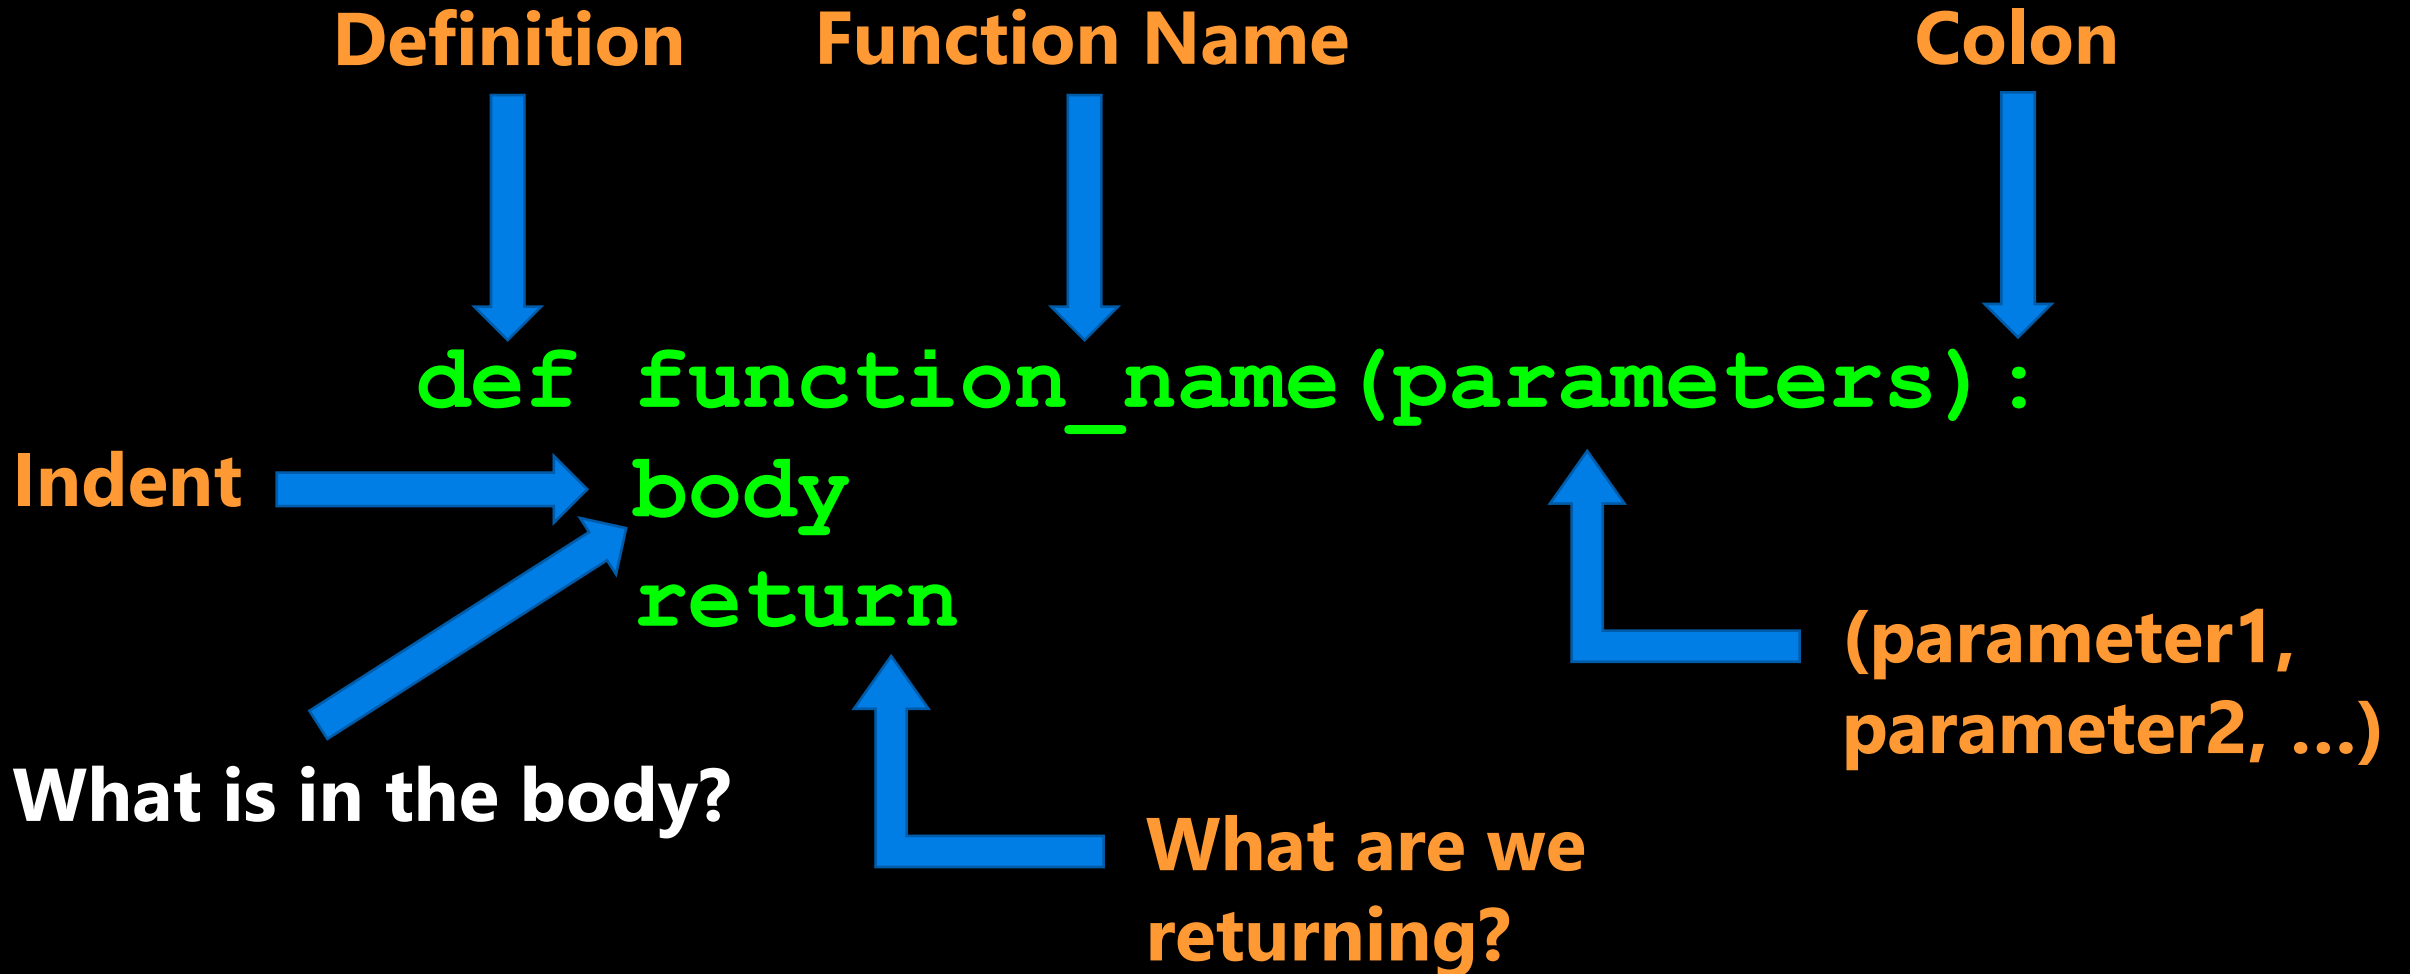 Definition
Function Name
Colon
def function_name(parameters):
Indent
body
return
(parameter1,
parameter2, ...)
What is in the body?
What are we
returning?